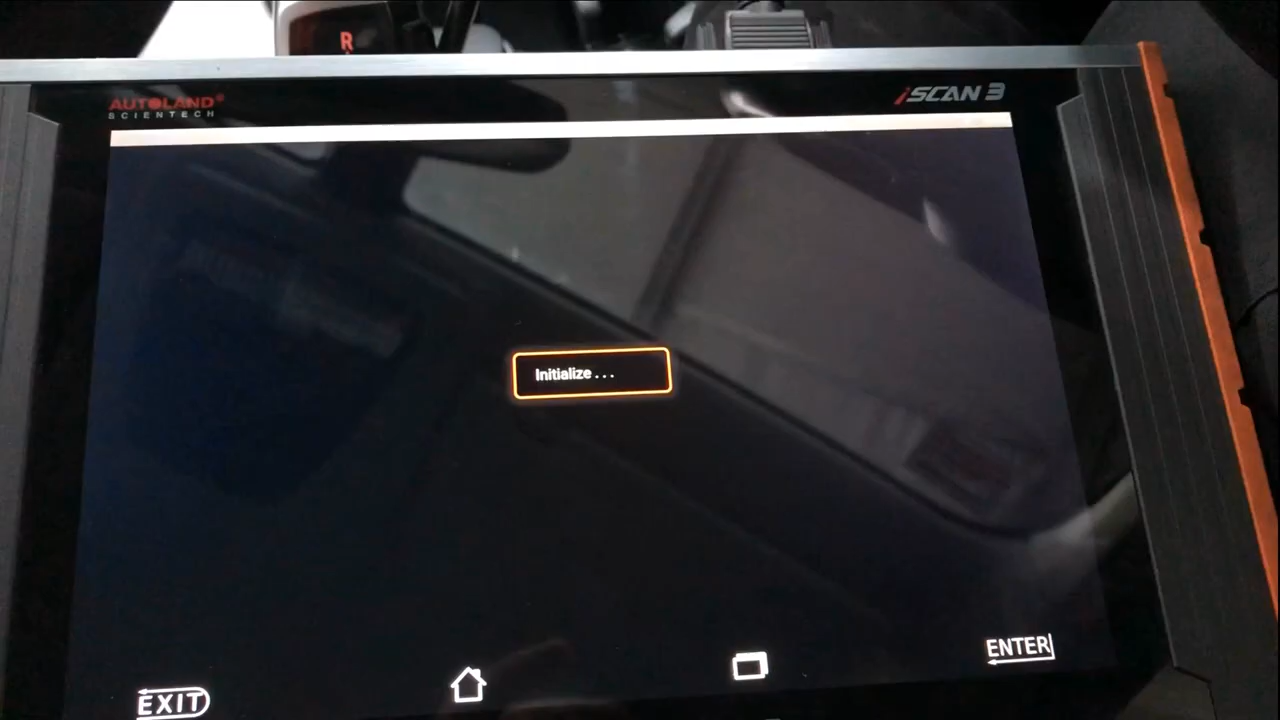 R
AUTOLAND®
SCIENTECH
iSCAN 3
Initialize . . .
EXIT
ENTER